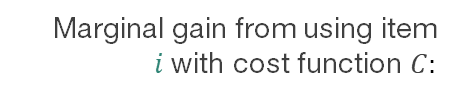 Marginal gain from using item
i with cost function C: